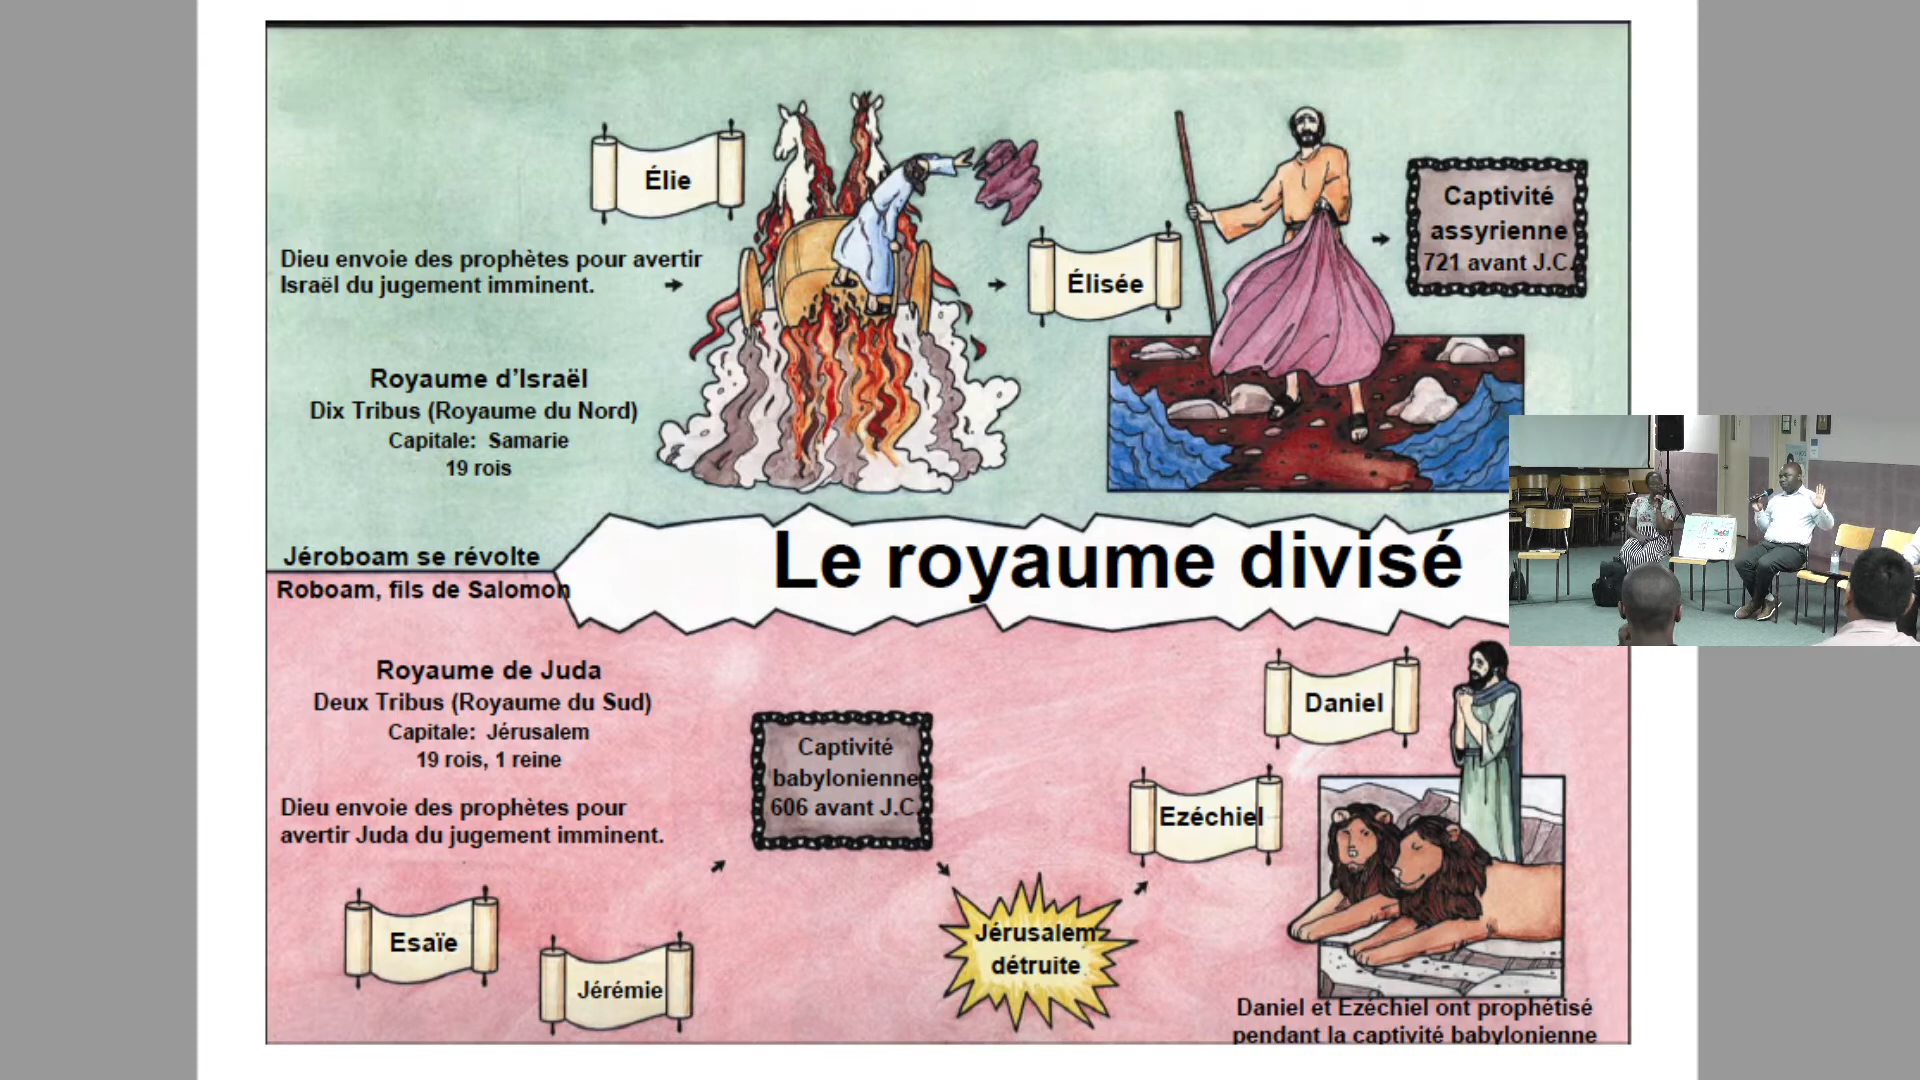 Élie
Dieu envoie des prophètes pour avertir
Israël du jugement imminent.
Élisée
Captivité
assyrienne
721 avant J.C.
Royaume d’Israël
Dix Tribus (Royaume du Nord)
Capitale: Samarie
19 rois
Jéroboam se révolte
Le royaume divisé
Roboam, fils de Salomon
Royaume de Juda
Deux Tribus (Royaume du Sud)
Capitale: Jérusalem
19 rois, 1 reine
Dieu envoie des prophètes pour
avertir Juda du jugement imminent.
Esaïe
Jérémie
Captivité
babylonienne
606 avant J.C.
Jérusalem
détruite
Ezéchiel
Daniel
Daniel et Ezéchiel ont prophétisé
pendant la captivité babylonienne